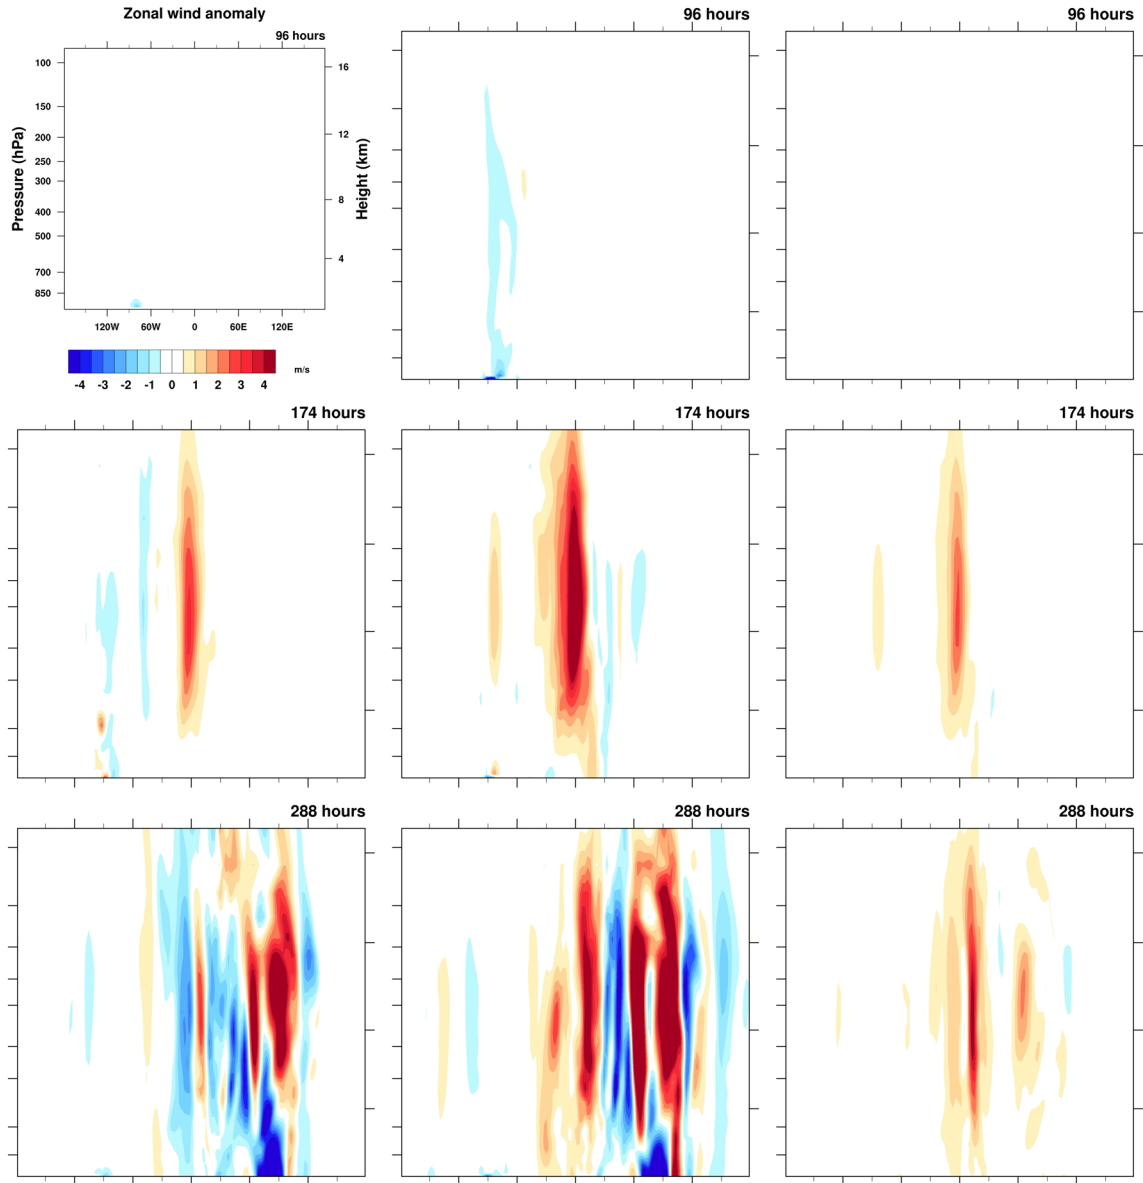 Zonal wind anomaly
96 hours
96 hours
96 hours
Pressure (hPa)
100
150
200
250
300
400
500
700
850
16
12
8
4
Height (km)
120W 60W 0 60E 120E
-4 -3 -2 -1 0 1 2 3 4 m/s
174 hours
174 hours
174 hours
288 hours
288 hours
288 hours